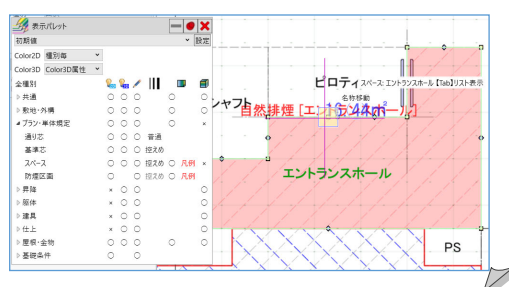 表示パレット
初期値 設定
Color2D 種別毎
Color3D Color3D属性
全種別
共通 ○ ○ ○ ○ ○
敷地・外構 ○ ○ ○ ○ ○
プラン・単体規定 ○ ○ ○ ○ ×
通り芯 ○ ○ ○ 普通
基準芯 ○ ○ ○ 控えめ
スペース ○ ○ ○ 控えめ ○ 凡例 ×
防煙区画 ○ ○ 控えめ ○ 凡例 ○
昇降 × ○ ○ ○
躯体 × ○ ○ ○
建具 × ○ ○ ○
仕上 × ○ ○ ○
屋根・金物 ○ ○ ○ ○ ○
基礎条件 ○ ○ ○
ピロティ
スペース: エントランスホール【Tab】リスト表示
名称移動
シャフト
自然排煙 [エントランスホール]
16.44㎡
エントランスホール
PS